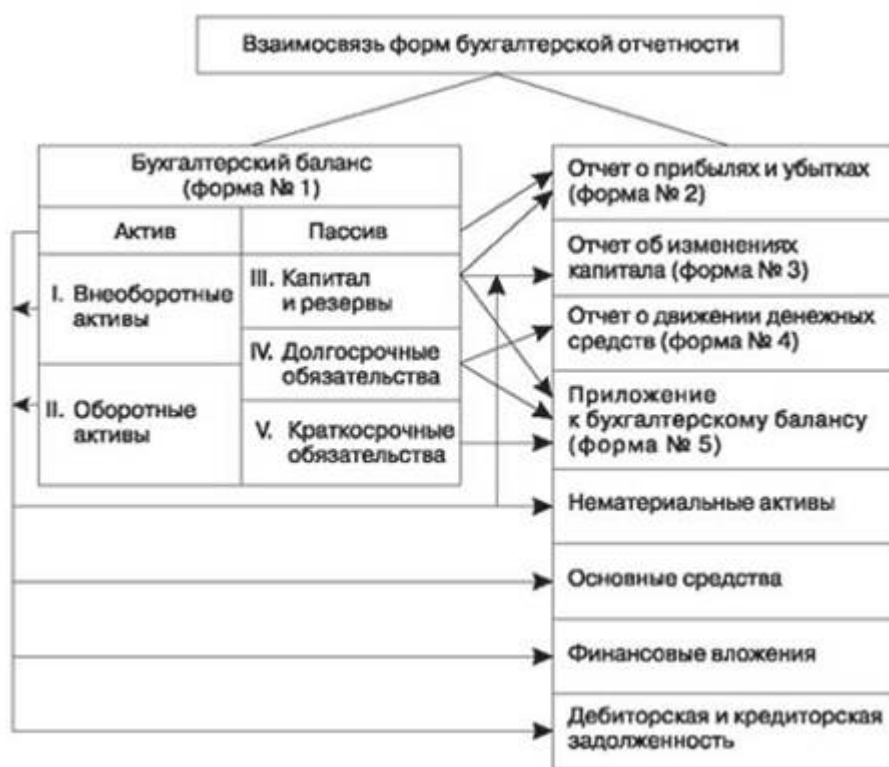 Взаимосвязь форм бухгалтерской отчетности
Бухгалтерский баланс
(форма № 1)
Актив
Пассив
I. Внеоборотные
активы
II. Оборотные
активы
III. Капитал
и резервы
IV. Долгосрочные
обязательства
V. Краткосрочные
обязательства
Отчет о прибылях и убытках
(форма № 2)
Отчет об изменениях
капитала (форма № 3)
Отчет о движении денежных
средств (форма № 4)
Приложение
к бухгалтерскому балансу
(форма № 5)
Нематериальные активы
Основные средства
Финансовые вложения
Дебиторская и кредиторская
задолженность